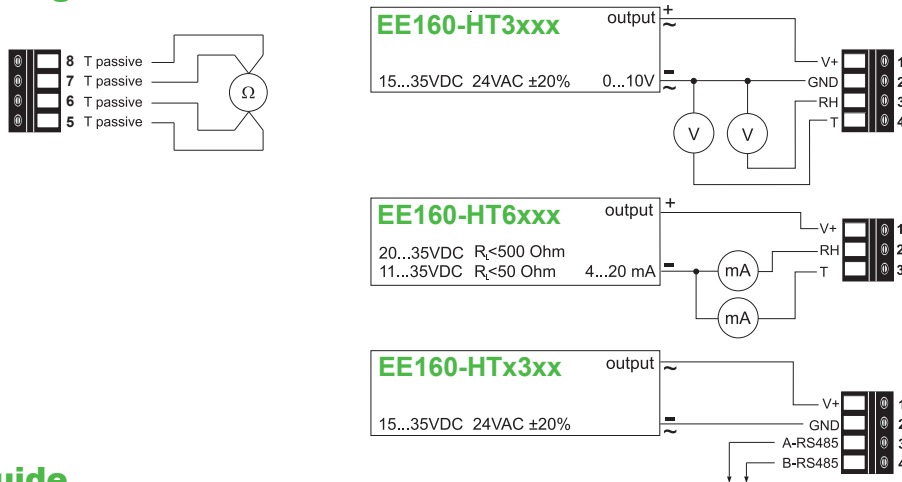 8 T passive
7 T passive
6 T passive
5 T passive
Ω
EE160-HT3xxx
output
+
~
15...35VDC 24VAC ±20%
0...10V
-
~
V
V
V+ 1
GND 2
RH 3
T 4
EE160-HT6xxx
output
+
20...35VDC RL<500 Ohm
11...35VDC RL<50 Ohm
4...20 mA
-
mA
mA
V+ 1
RH 2
T 3
EE160-HTx3xx
output
~
15...35VDC 24VAC ±20%
-
~
V+ 1
GND 2
A-RS485 3
B-RS485 4
uide